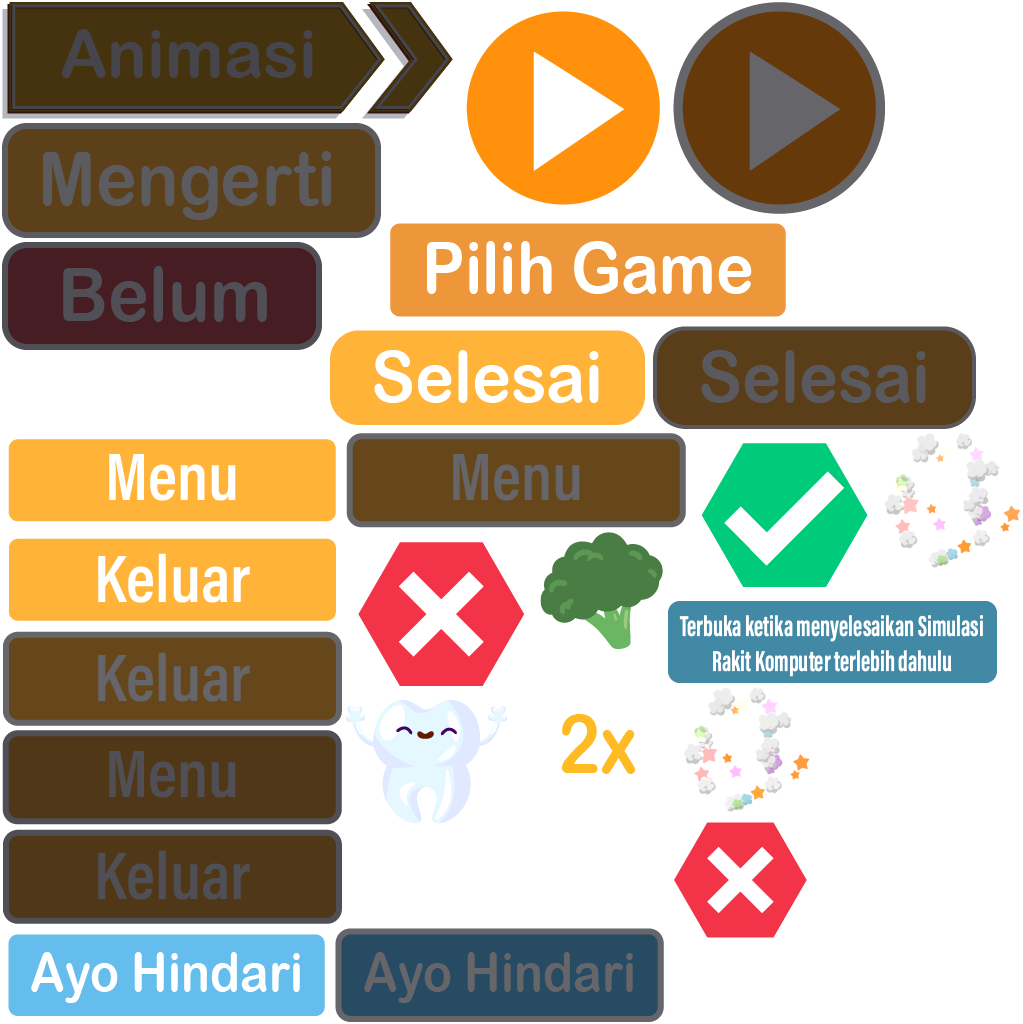 Animasi
Mengerti
Belum
Pilih Game
Selesai
Selesai
Menu
Menu
Keluar
Keluar
Terbuka ketika menyelesaikan Simulasi
Rakit Komputer terlebih dahulu
Menu
2x
Keluar
Ayo Hindari
Ayo Hindari